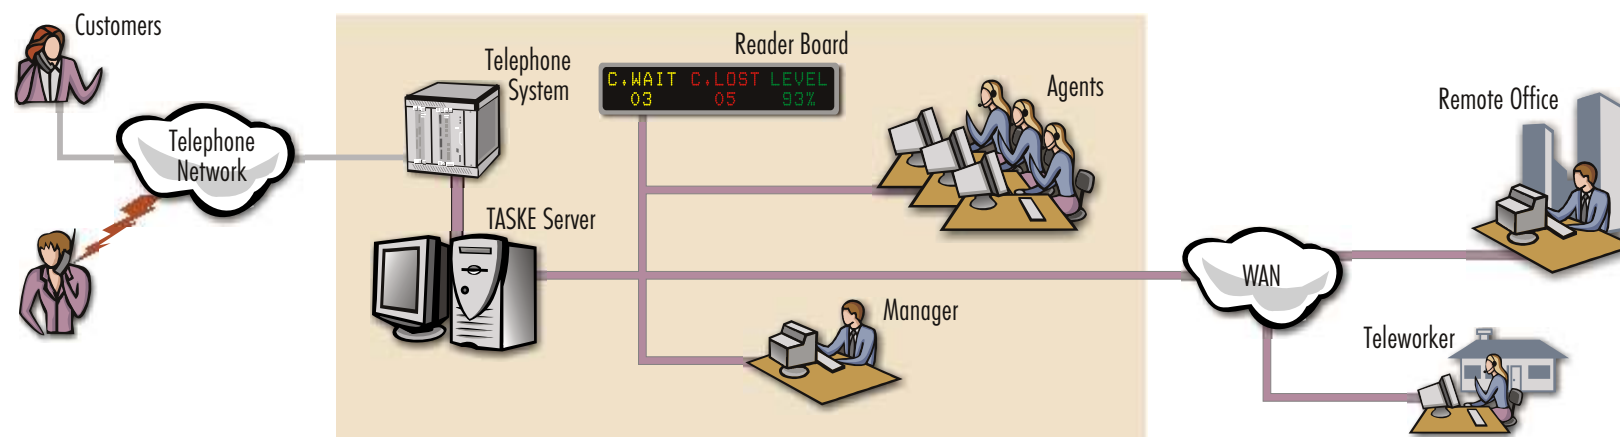 Customers
Telephone
Network
Telephone
System
Reader Board
C.WAIT C.LOST LEVEL
03 05 93%
Agents
TASKE Server
Manager
WAN
Remote Office
Teleworker